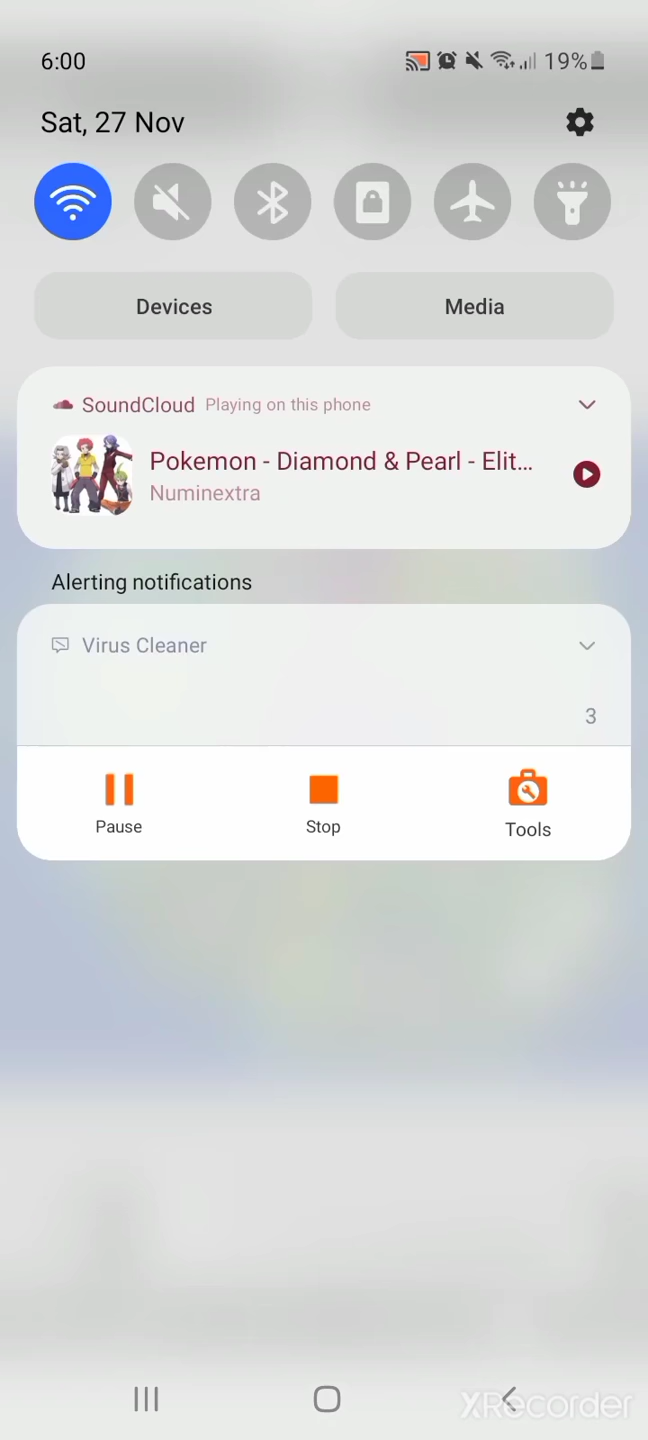 6:00
19%
Sat, 27 Nov
Devices
Media
SoundCloud Playing on this phone
Pokemon - Diamond & Pearl - Elit...
Numinextra
Alerting notifications
Virus Cleaner
3
Pause
Stop
Tools
XRecorder